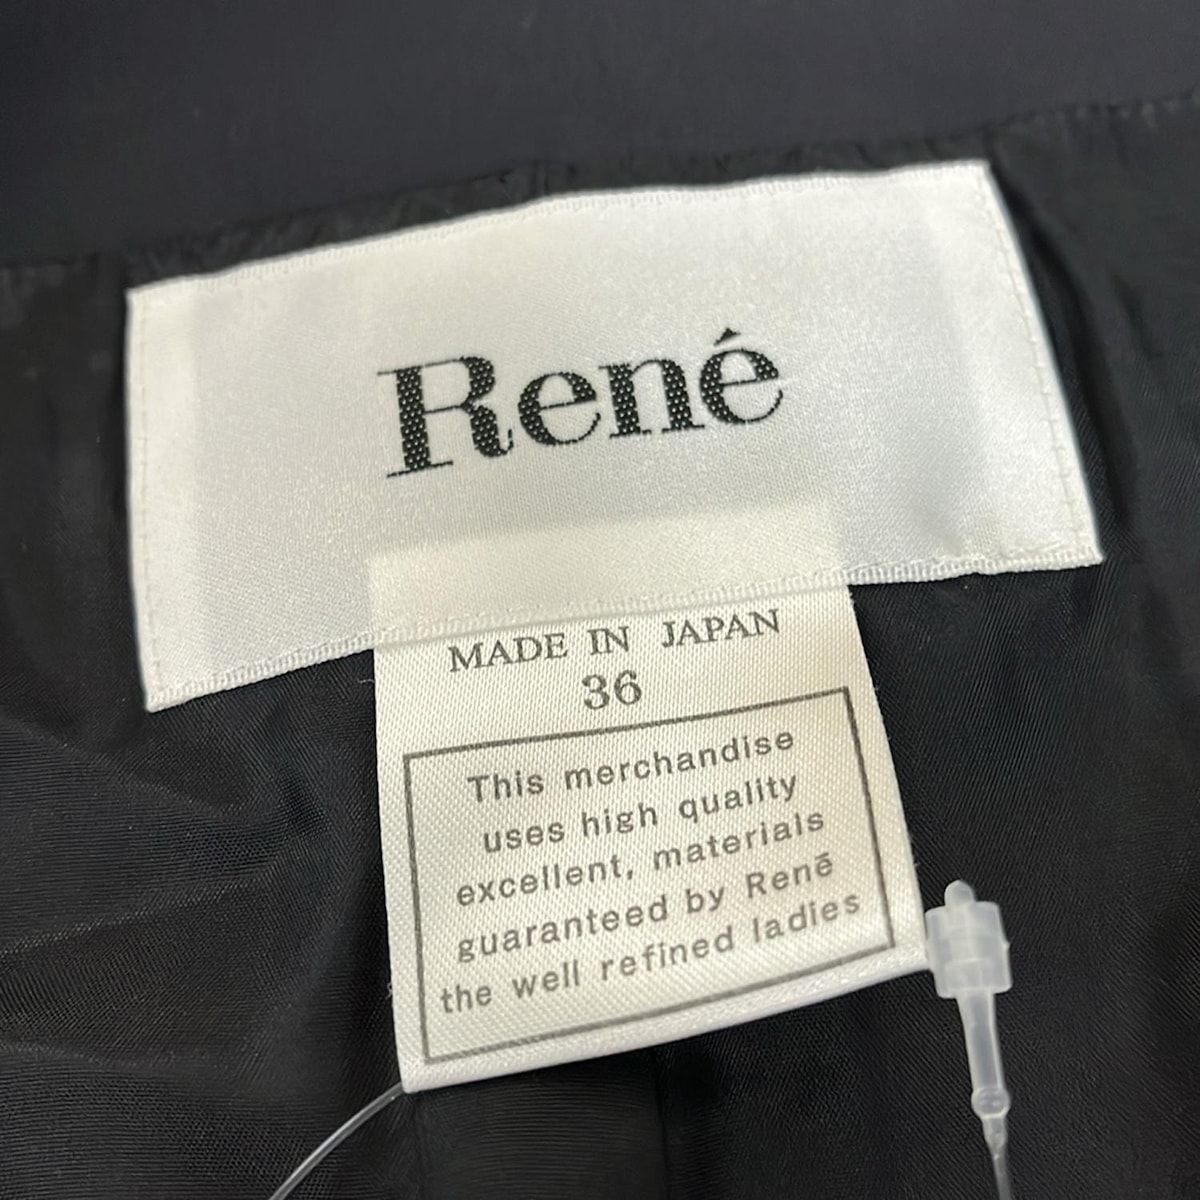 René
MADE IN JAPAN
36
This merchandise
uses high quality
excellent, materials
guaranteed by Renē
the well refined ladies